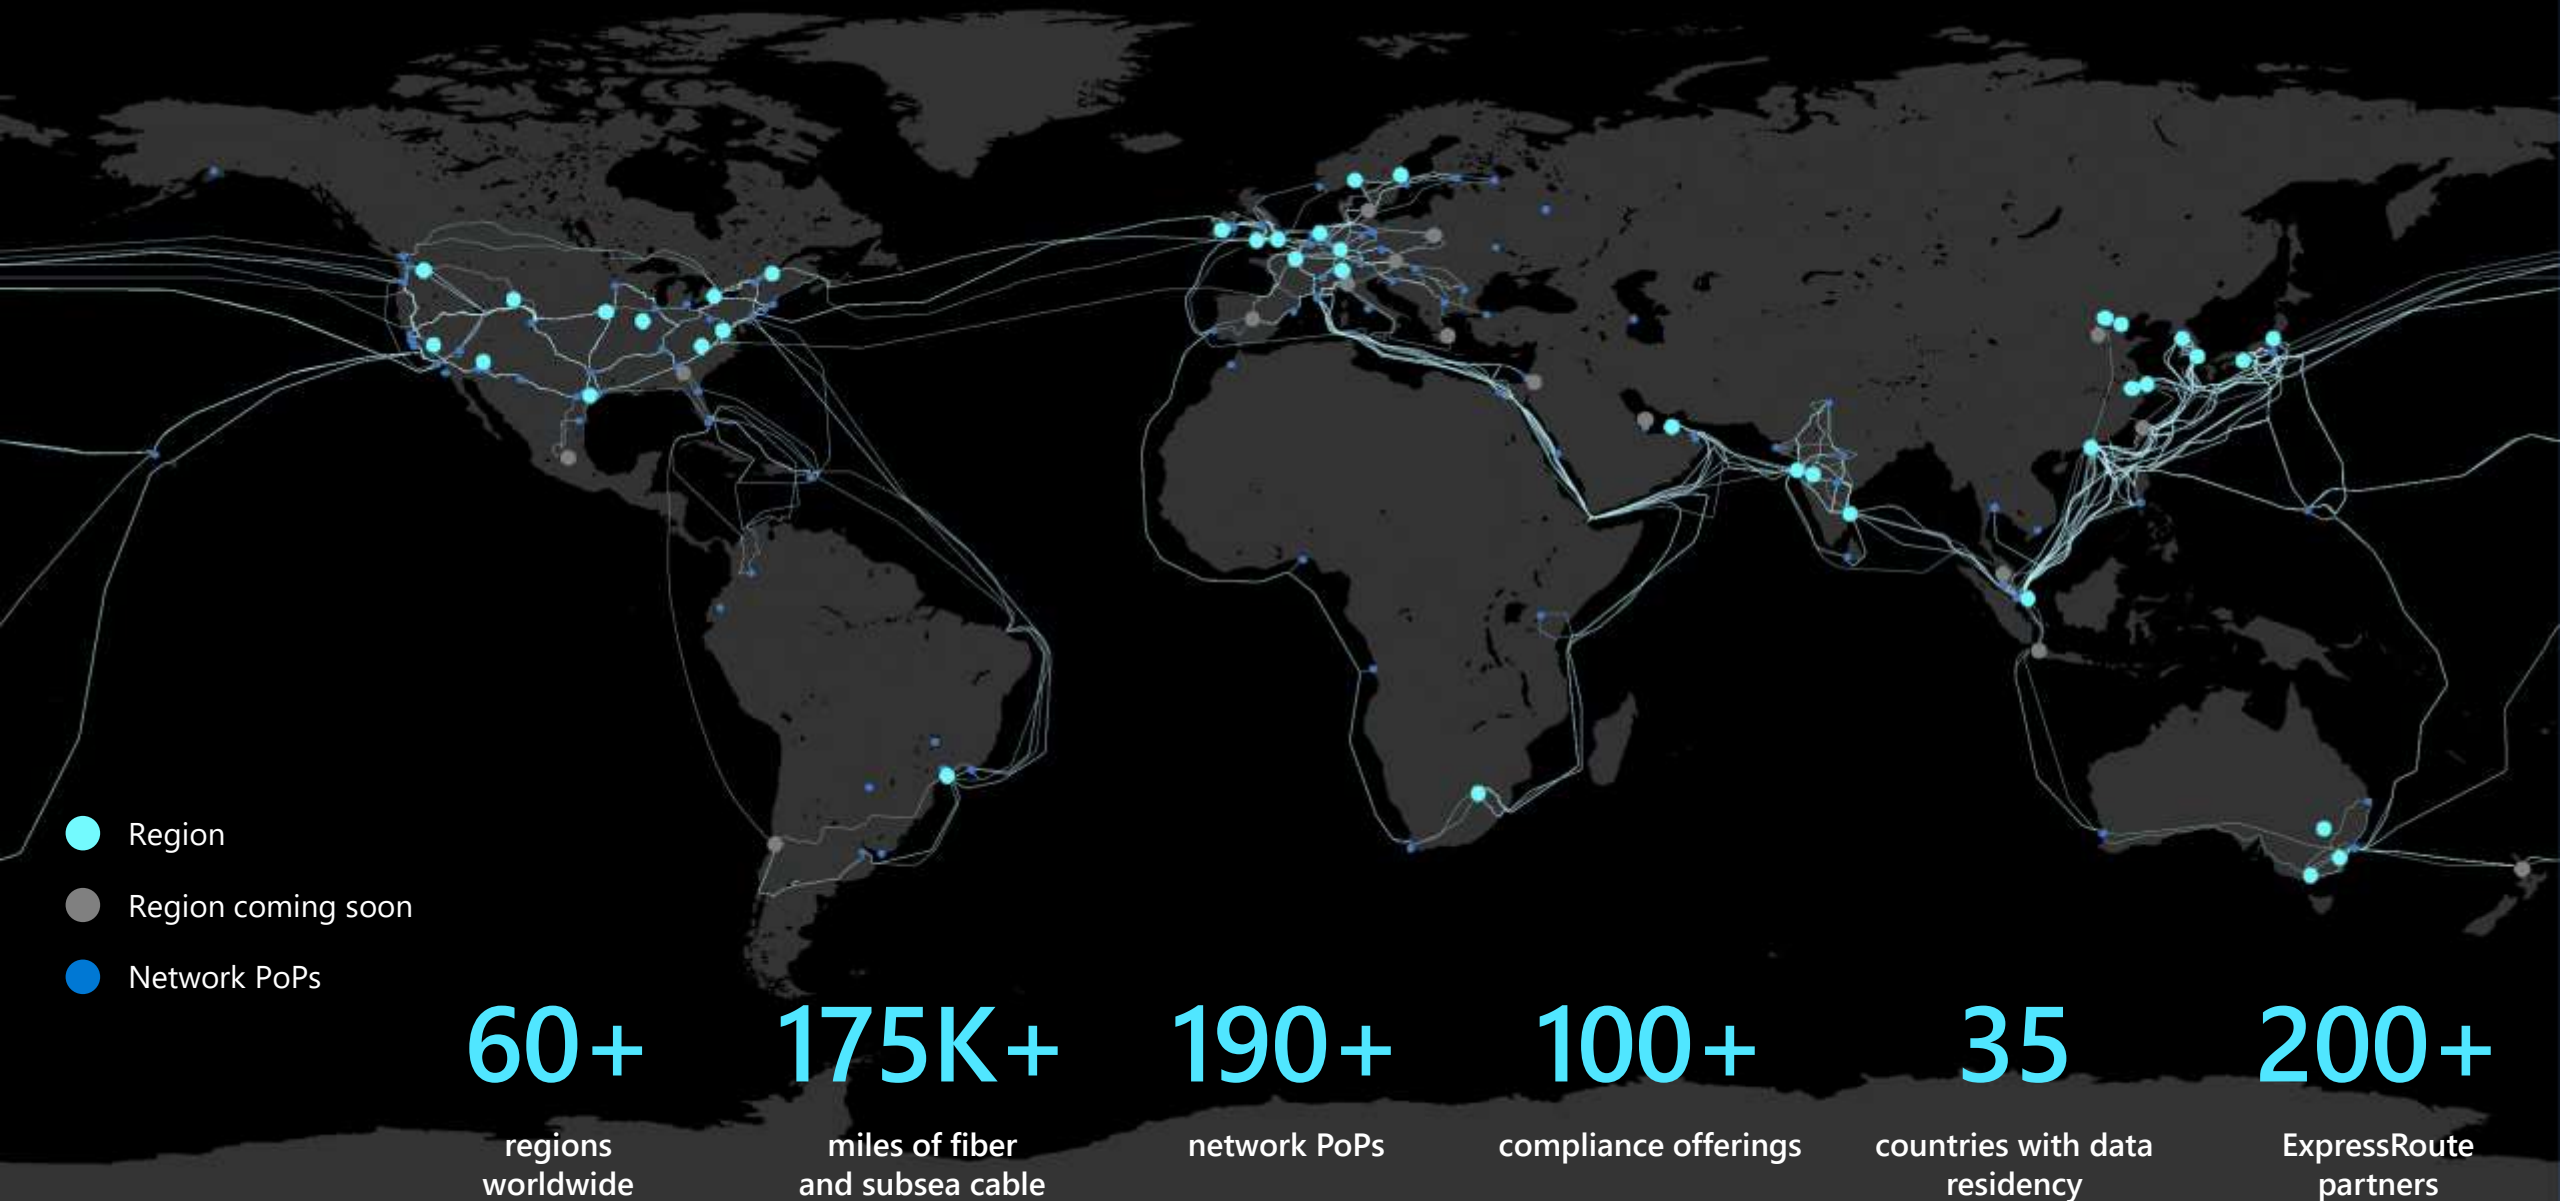 Region
Region coming soon
Network PoPs
60+
regions
worldwide
175K+
miles of fiber
and subsea cable
190+
network PoPs
100+
compliance offerings
35
countries with data
residency
200+
ExpressRoute
partners